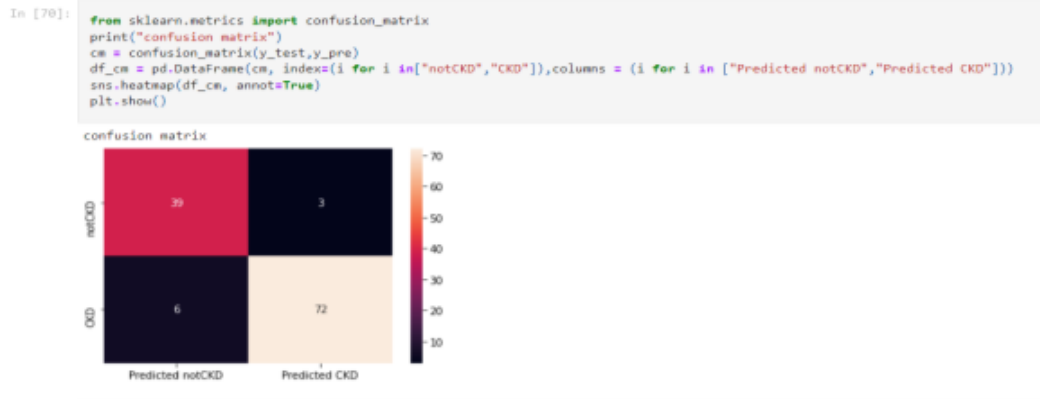 In [70]:
from sklearn.metrics import confusion_matrix
print("confusion matrix")
cm = confusion_matrix(y_test,y_pre)
df_cm = pd.DataFrame(cm, index=(i for i in["notCKD","CKD"]),columns = (i for i in ["Predicted notCKD","Predicted CKD"]))
sns.heatmap(df_cm, annot=True)
plt.show()
confusion matrix
notCKD
39
3
CKD
6
72
Predicted notCKD
Predicted CKD
70
60
50
40
30
20
10